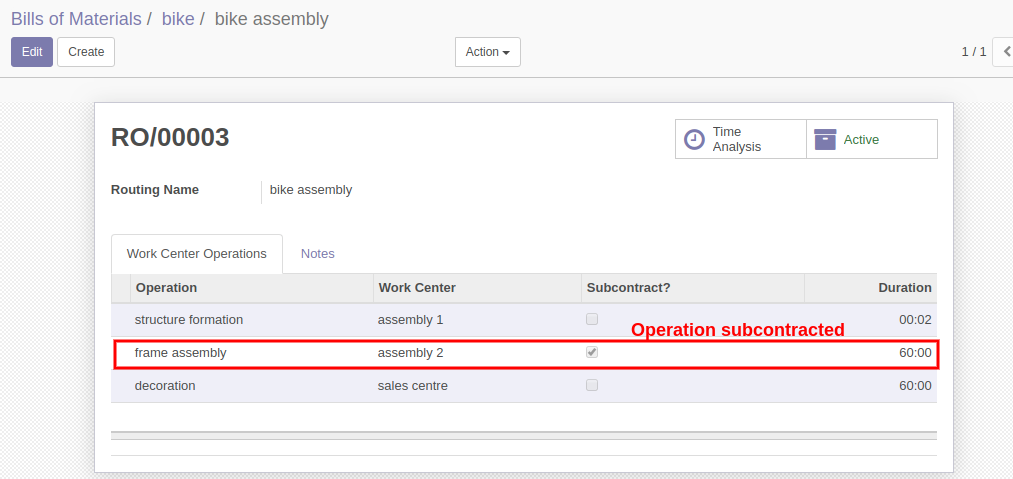 Bills of Materials / bike / bike assembly
Edit Create Action 1 / 1
RO/00003
Time Analysis
Active
Routing Name bike assembly
Work Center Operations Notes
Operation Work Center Subcontract? Duration
structure formation assembly 1 00:02
Operation subcontracted
frame assembly assembly 2 60:00
decoration sales centre 60:00